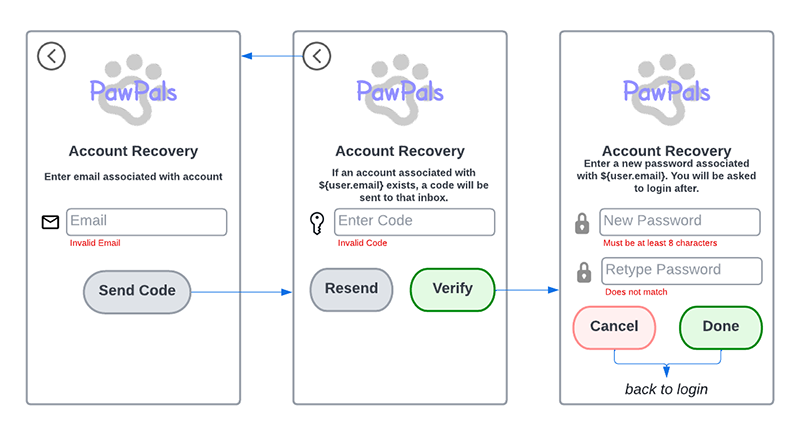 PawPals
Account Recovery
Enter email associated with account
Email
Invalid Email
Send Code
PawPals
Account Recovery
If an account associated with
${user.email} exists, a code will be
sent to that inbox.
Enter Code
Invalid Code
Resend
Verify
PawPals
Account Recovery
Enter a new password associated
with ${user.email}. You will be asked
to login after.
New Password
Must be at least 8 characters
Retype Password
Does not match
Cancel
Done
back to login